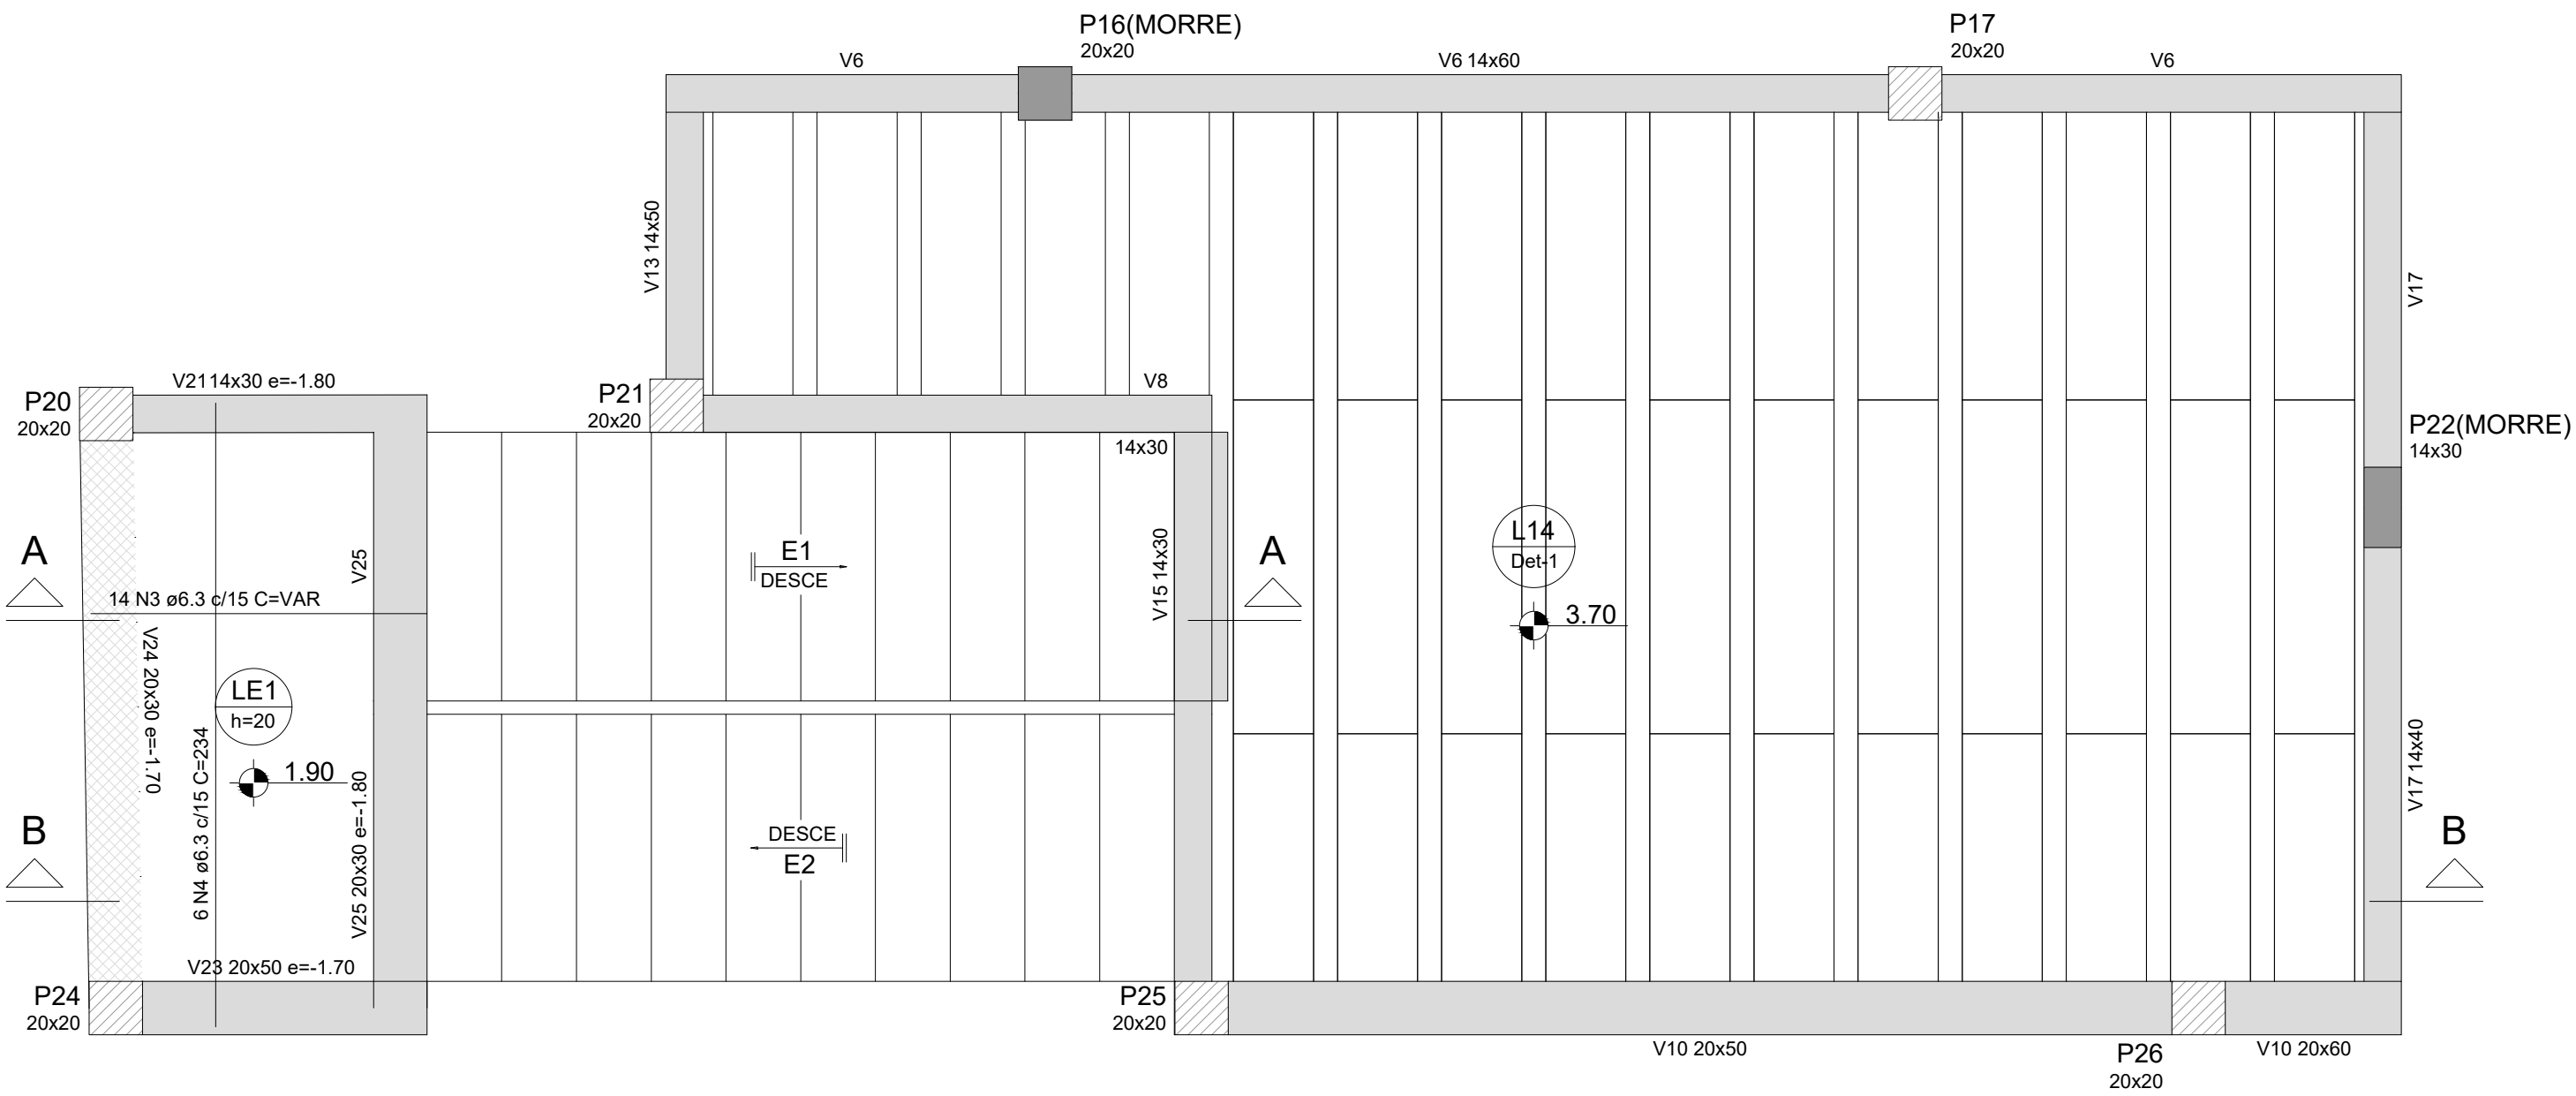 P16(MORRE)
20x20
P17
20x20
V6
V6 14x60
V6
V13 14x50
V17
V21 14x30 e=-1.80
P20
20x20
P21
20x20
V8
14x30
P22(MORRE)
14x30
A
E1
DESCE
V15 14x30
A
L14
Det-1
3.70
V25
14 N3 ø6.3 c/15 C=VAR
V24 20x30 e=-1.70
LE1
h=20
1.90
6 N4 ø6.3 c/15 C=234
V25 20x30 e=-1.80
B
DESCE
E2
V17 14x40
B
V23 20x50 e=-1.70
P24
20x20
P25
20x20
V10 20x50
P26
20x20
V10 20x60